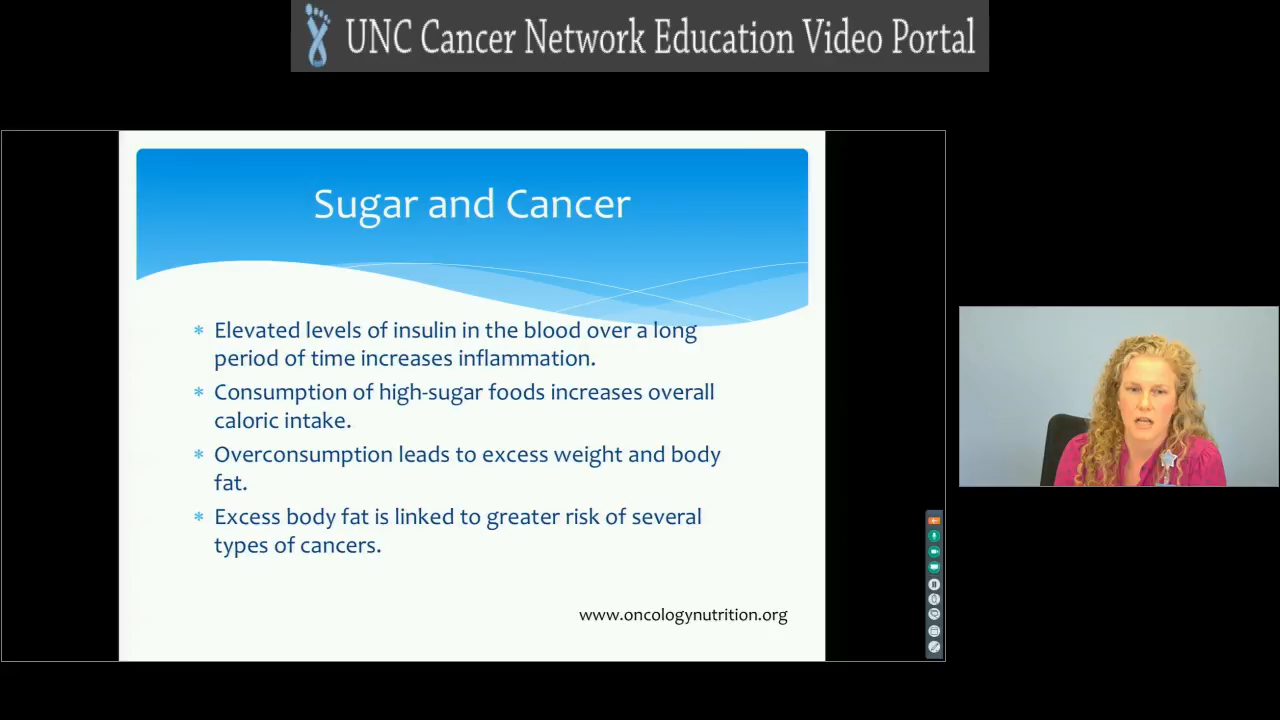 UNC Cancer Network Education Video Portal
Sugar and Cancer
* Elevated levels of insulin in the blood over a long
period of time increases inflammation.
* Consumption of high-sugar foods increases overall
caloric intake.
* Overconsumption leads to excess weight and body
fat.
* Excess body fat is linked to greater risk of several
types of cancers.
www.oncologynutrition.org